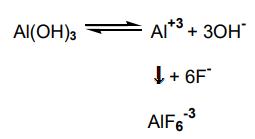 Al(OH)₃ ⇌ Al⁺³ + 3OH⁻
↓ + 6F⁻
AlF₆⁻³